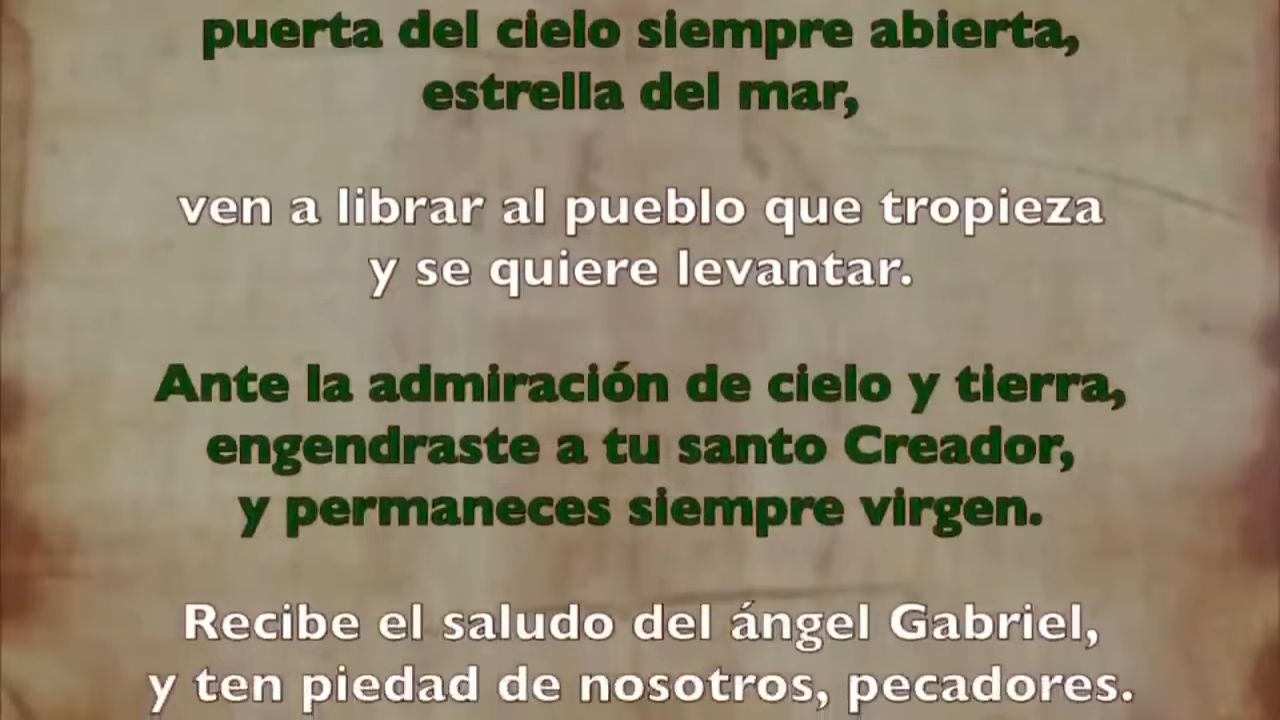 puerta del cielo siempre abierta,
estrella del mar,
ven a librar al pueblo que tropieza
y se quiere levantar.
Ante la admiración de cielo y tierra,
engendraste a tu santo Creador,
y permaneces siempre virgen.
Recibe el saludo del ángel Gabriel,
y ten piedad de nosotros, pecadores.